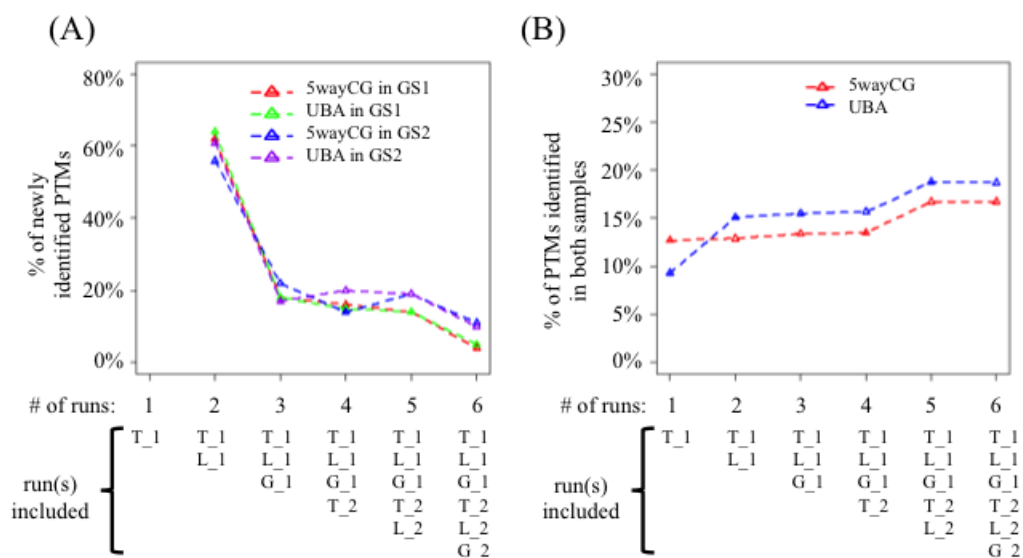 (A)
80%
60%
40%
20%
0%
% of newly
identified PTMs
5wayCG in GS1
UBA in GS1
5wayCG in GS2
UBA in GS2
# of runs: 1 2 3 4 5 6
run(s)
included
T_1 T_1 T_1 T_1 T_1 T_1
L_1 L_1 L_1 L_1 L_1
G_1 G_1 G_1 G_1
T_2 T_2 T_2
L_2 L_2
G_2
(B)
30%
25%
20%
15%
10%
5%
0%
% of PTMs identified
in both samples
5wayCG
UBA
# of runs: 1 2 3 4 5 6
run(s)
included
T_1 T_1 T_1 T_1 T_1 T_1
L_1 L_1 L_1 L_1 L_1
G_1 G_1 G_1 G_1
T_2 T_2 T_2
L_2 L_2
G_2